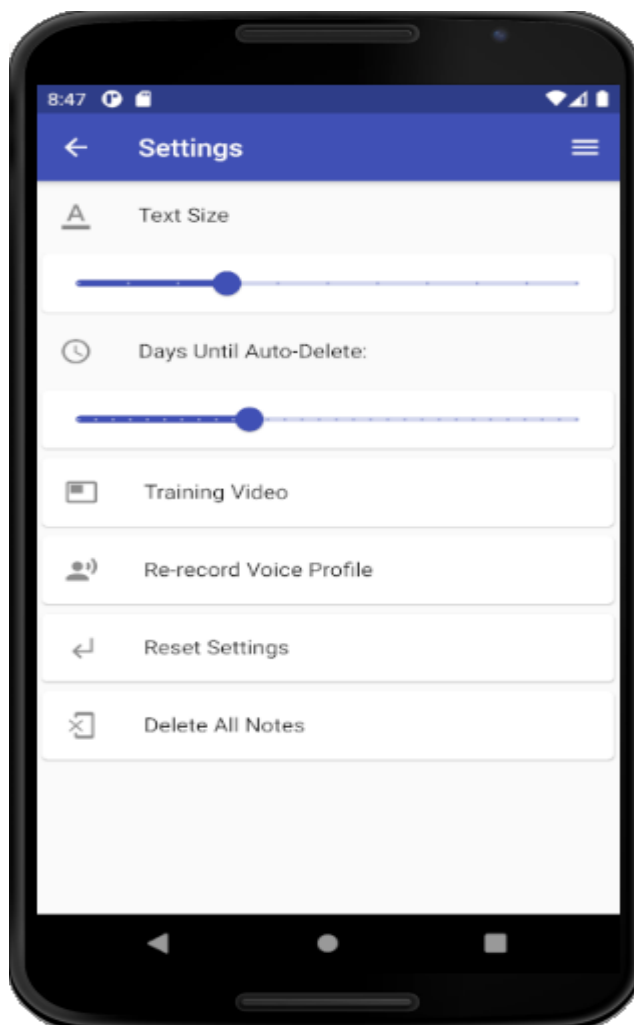 8:47
Settings
Text Size
Days Until Auto-Delete:
Training Video
Re-record Voice Profile
Reset Settings
Delete All Notes